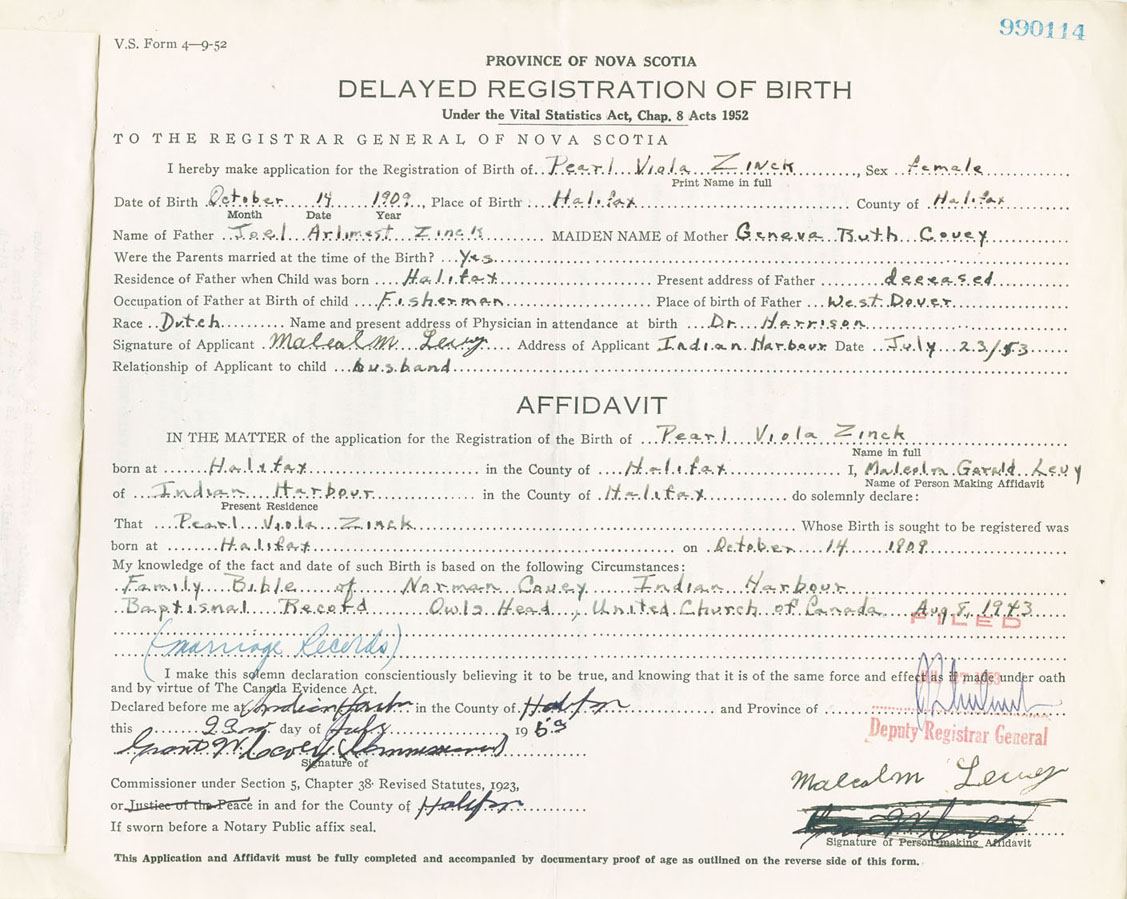 990114
V.S. Form 4—9-52
PROVINCE OF NOVA SCOTIA
DELAYED REGISTRATION OF BIRTH
Under the Vital Statistics Act, Chap. 8 Acts 1952
TO THE REGISTRAR GENERAL OF NOVA SCOTIA
I hereby make application for the Registration of Birth of Pearl Viola Zinck, Sex female
Print Name in full
Date of Birth October 14 1909, Place of Birth Halifax County of Halifax
Month Date Year
Name of Father Joel Arlimest Zinck MAIDEN NAME of Mother Geneva Ruth Covey
Were the Parents married at the time of the Birth? Yes
Residence of Father when Child was born Halifax Present address of Father deceased
Occupation of Father at Birth of child Fisherman Place of birth of Father West Dover
Race Dutch Name and present address of Physician in attendance at birth Dr Harrison
Signature of Applicant Malcolm Levy Address of Applicant Indian Harbour Date July 23/53
Relationship of Applicant to child husband
AFFIDAVIT
IN THE MATTER of the application for the Registration of the Birth of Pearl Viola Zinck
Name in full
born at Halifax in the County of Halifax I, Malcolm Gerald Levy
Name of Person Making Affidavit
of Indian Harbour in the County of Halifax do solemnly declare:
Present Residence
That Pearl Viola Zinck Whose Birth is sought to be registered was
born at Halifax on October 14 1909
My knowledge of the fact and date of such Birth is based on the following Circumstances:
Family Bible of Norman Covey Indian Harbour
Baptismal Record Owls Head, United Church of Canada Aug 8, 1943
FILED
(marriage Records)
I make this solemn declaration conscientiously believing it to be true, and knowing that it is of the same force and effect as if made under oath
and by virtue of The Canada Evidence Act.
Declared before me at Indian Harbr in the County of Halifax and Province of
this 23rd day of July 1953
Deputy Registrar General
Grant W Covey (Commissioner)
Signature of
Commissioner under Section 5, Chapter 38· Revised Statutes, 1923,
Malcolm Levy
or Justice of the Peace in and for the County of Halifax
If sworn before a Notary Public affix seal.
Signature of Person making Affidavit
This Application and Affidavit must be fully completed and accompanied by documentary proof of age as outlined on the reverse side of this form.